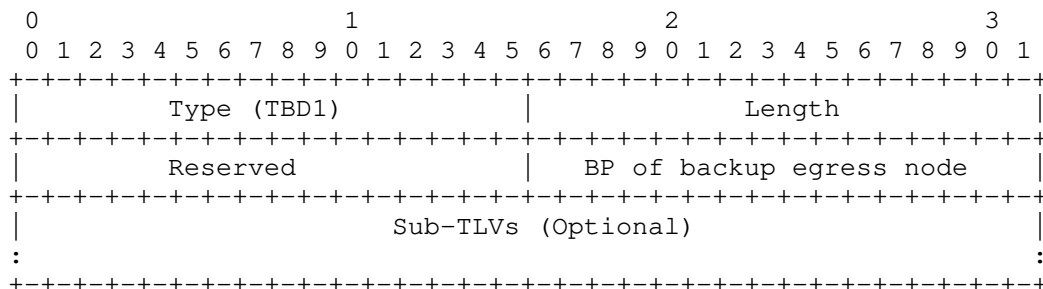 0                   1                   2                   3
 0 1 2 3 4 5 6 7 8 9 0 1 2 3 4 5 6 7 8 9 0 1 2 3 4 5 6 7 8 9 0 1
+-+-+-+-+-+-+-+-+-+-+-+-+-+-+-+-+-+-+-+-+-+-+-+-+-+-+-+-+-+-+-+-+
|         Type (TBD1)           |             Length            |
+-+-+-+-+-+-+-+-+-+-+-+-+-+-+-+-+-+-+-+-+-+-+-+-+-+-+-+-+-+-+-+-+
|         Reserved              |   BP of backup egress node    |
+-+-+-+-+-+-+-+-+-+-+-+-+-+-+-+-+-+-+-+-+-+-+-+-+-+-+-+-+-+-+-+-+
|                       Sub-TLVs (Optional)                     |
:                                                               :
+-+-+-+-+-+-+-+-+-+-+-+-+-+-+-+-+-+-+-+-+-+-+-+-+-+-+-+-+-+-+-+-+